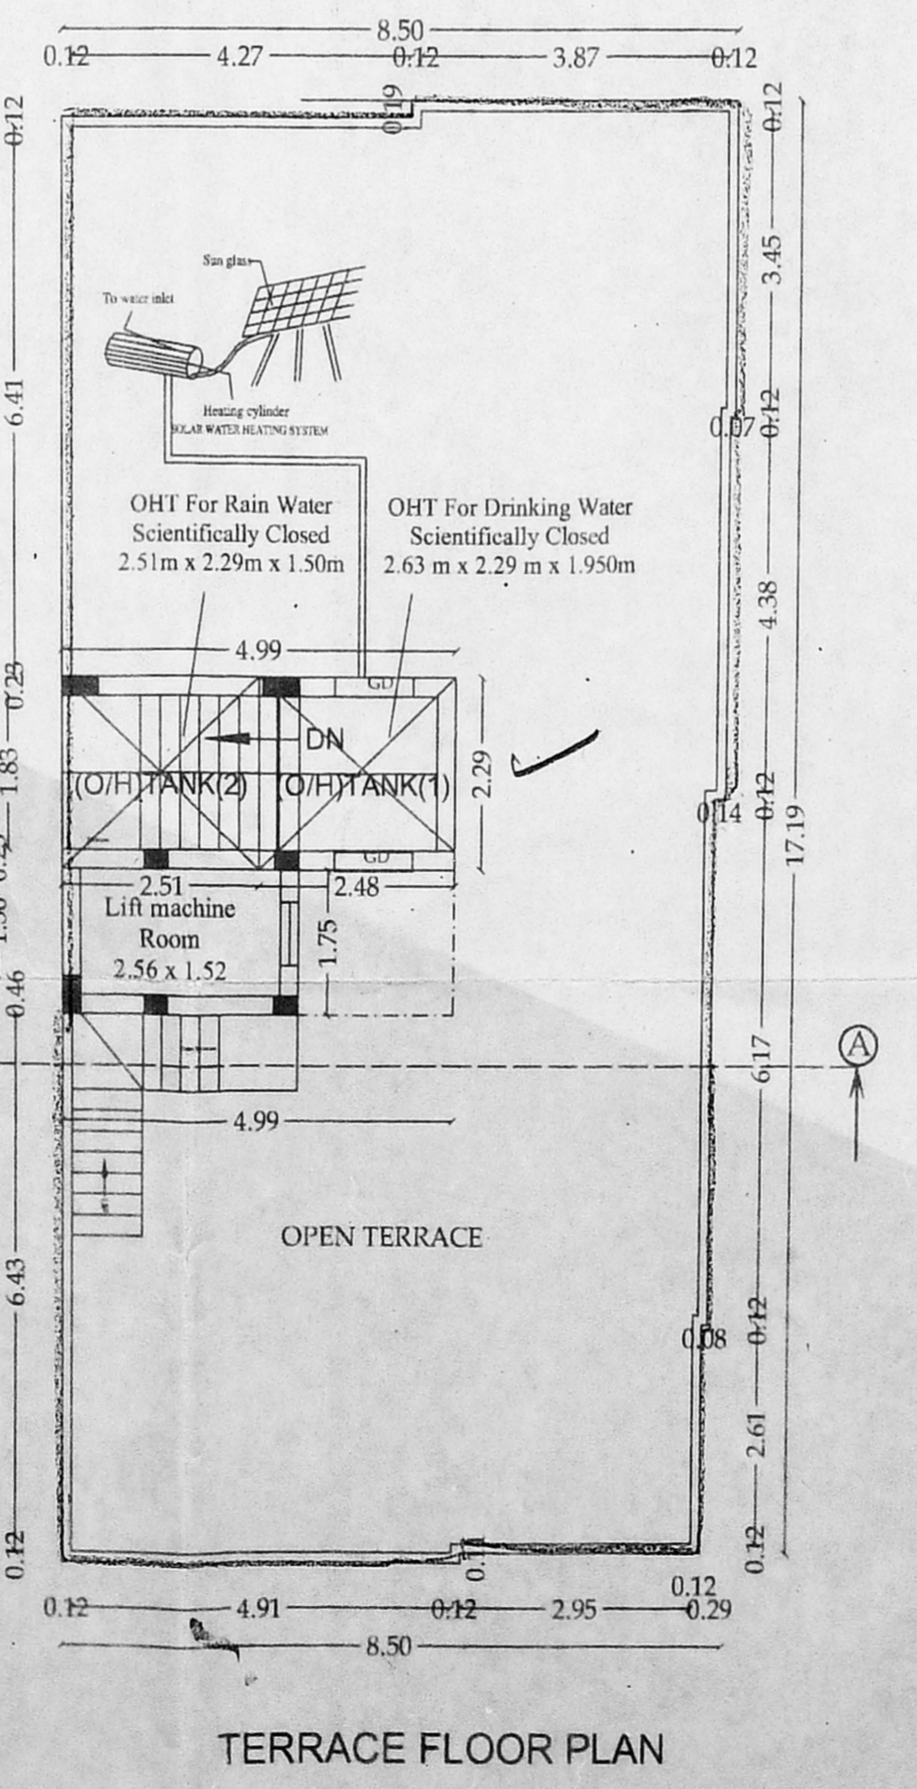 8.50
0.12 4.27 0.12 3.87 0.12
0.12
0.19
0.12
3.45
Sun glass
To water inlet
Heating cylinder
SOLAR WATER HEATING SYSTEM
6.41
0.07
0.12
OHT For Rain Water
Scientifically Closed
2.51m x 2.29m x 1.50m
OHT For Drinking Water
Scientifically Closed
2.63 m x 2.29 m x 1.950m
4.38
4.99
0.23
GD
DN
1.83
(O/H)TANK(2)
(O/H)TANK(1)
2.29
0.14
0.12
17.19
GD
2.51
2.48
Lift machine
Room
2.56 x 1.52
1.75
0.46
6.17
A
4.99
OPEN TERRACE
6.43
0.08
0.12
2.61
0.12
0.12
0.12
0.12 4.91 0.12 2.95 0.29
8.50
TERRACE FLOOR PLAN